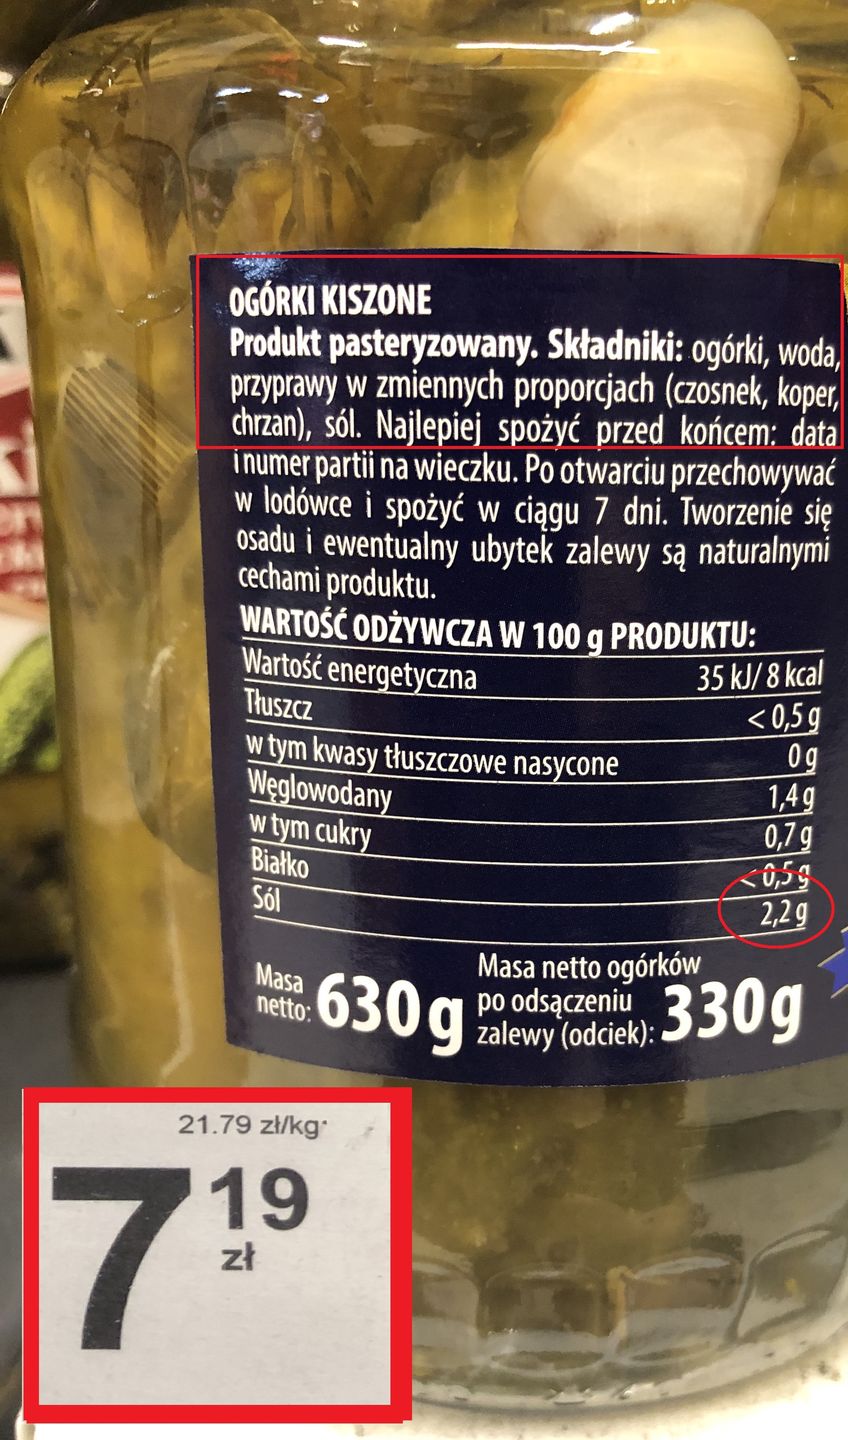 OGÓRKI KISZONE
Produkt pasteryzowany. Składniki: ogórki, woda,
przyprawy w zmiennych proporcjach (czosnek, koper,
chrzan), sól. Najlepiej spożyć przed końcem: data
i numer partii na wieczku. Po otwarciu przechowywać
w lodówce i spożyć w ciągu 7 dni. Tworzenie się
osadu i ewentualny ubytek zalewy są naturalnymi
cechami produktu.
WARTOŚĆ ODŻYWCZA W 100 g PRODUKTU:
Wartość energetyczna 35 kJ/ 8 kcal
Tłuszcz < 0,5 g
w tym kwasy tłuszczowe nasycone 0 g
Węglowodany 1,4 g
w tym cukry 0,7 g
Białko < 0,5 g
Sól 2,2 g
Masa netto: 630 g
Masa netto ogórków
po odsączeniu
zalewy (odciek): 330 g
21.79 zł/kg*
7 19
zł